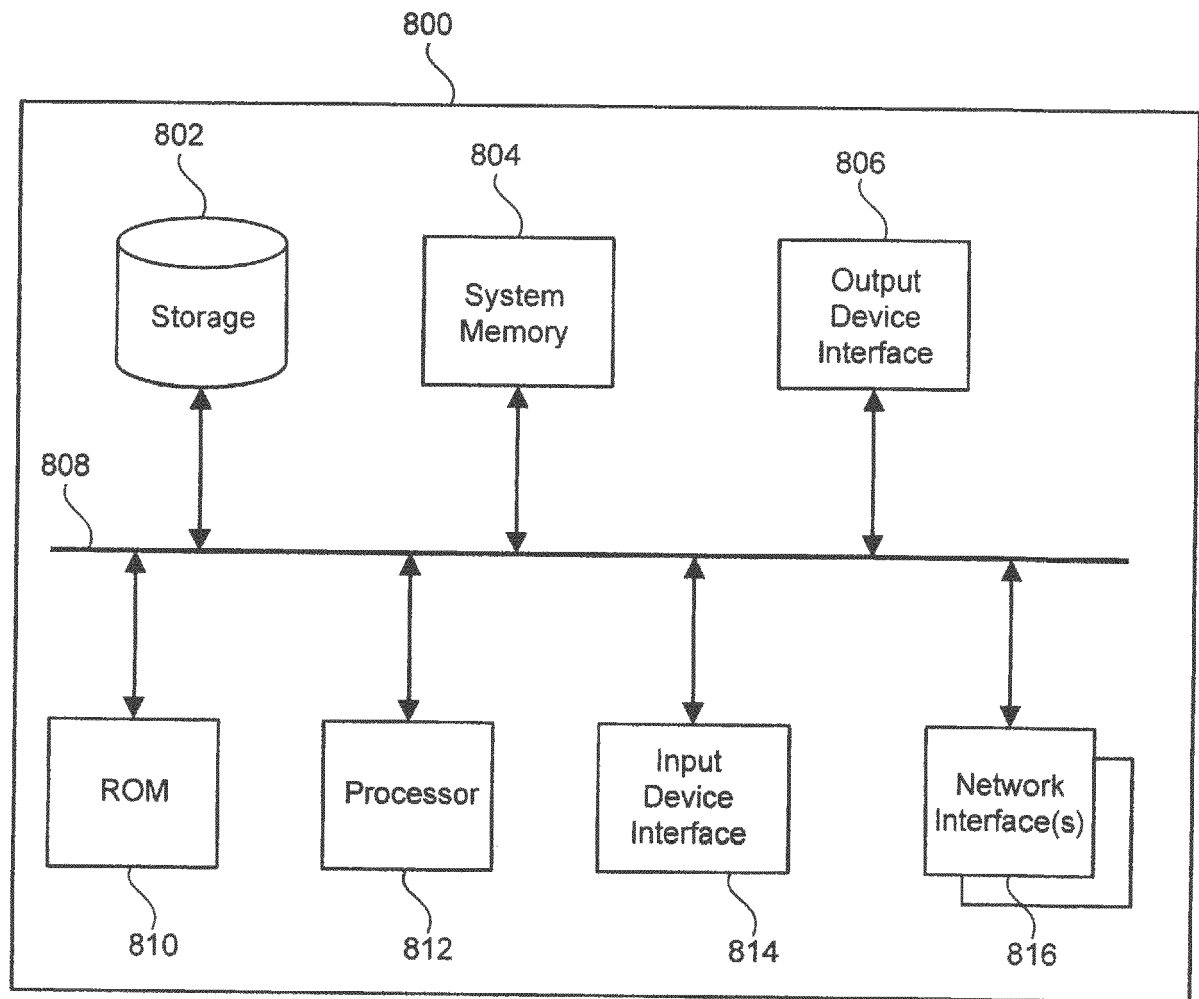 800
802
804
806
Storage
System
Memory
Output
Device
Interface
808
ROM
Processor
Input
Device
Interface
Network
Interface(s)
810
812
814
816